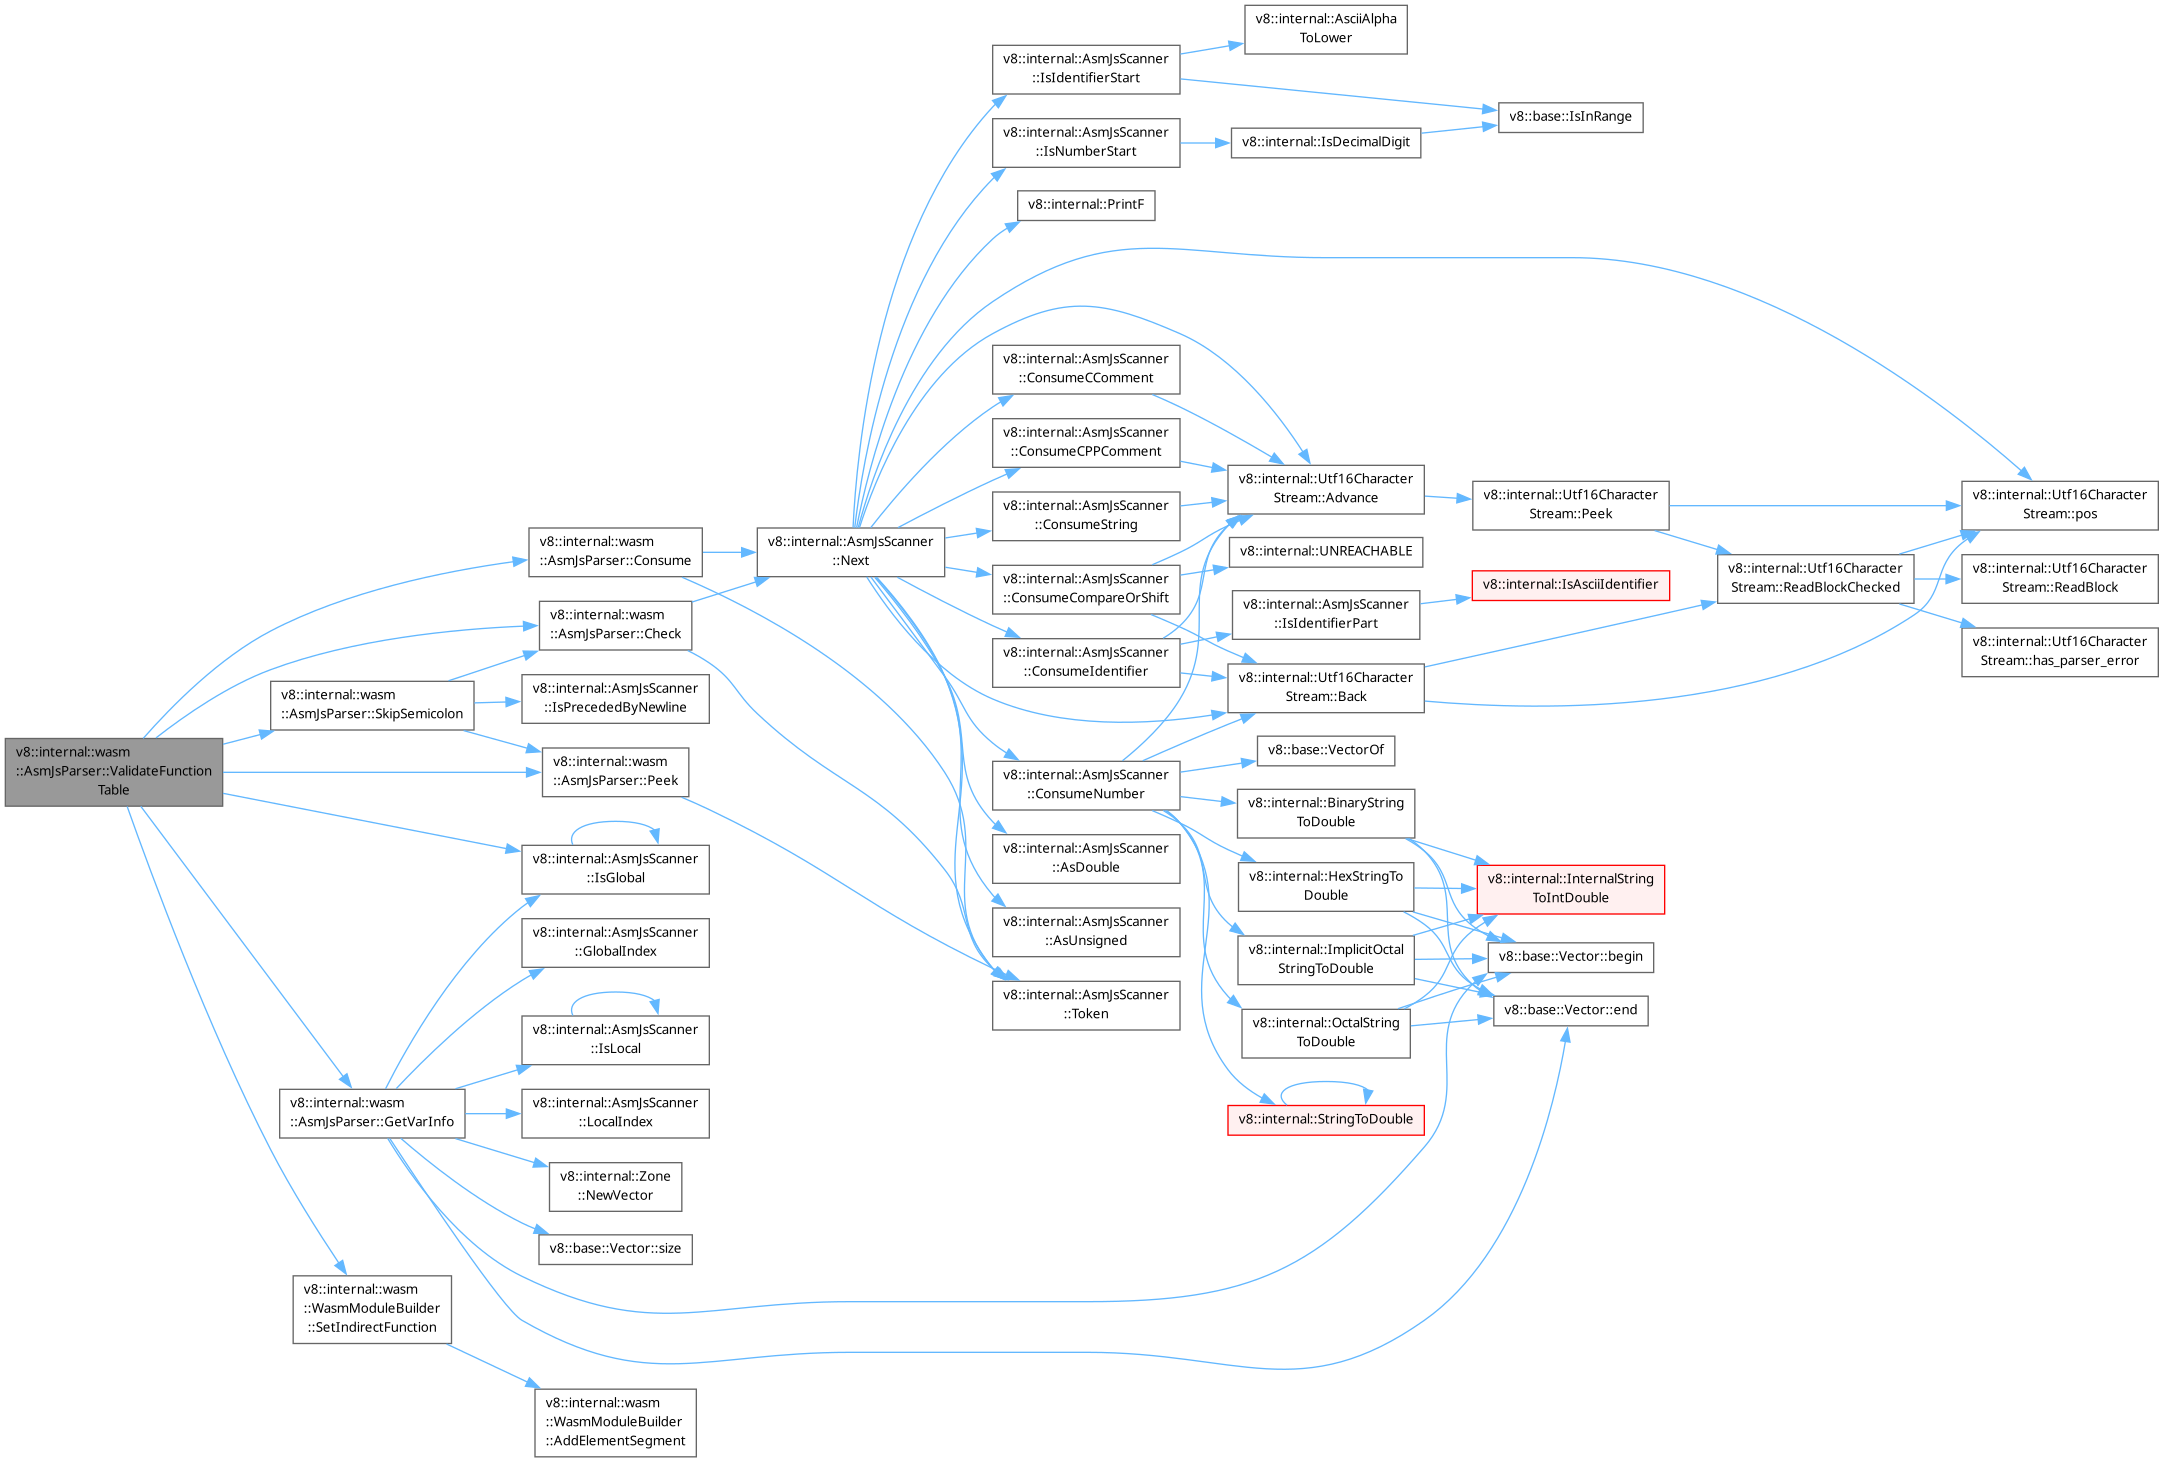 v8::internal::wasm
::AsmJsParser::ValidateFunction
Table
v8::internal::wasm
::AsmJsParser::Consume
v8::internal::wasm
::AsmJsParser::Check
v8::internal::wasm
::AsmJsParser::SkipSemicolon
v8::internal::AsmJsScanner
::IsPrecededByNewline
v8::internal::wasm
::AsmJsParser::Peek
v8::internal::AsmJsScanner
::IsGlobal
v8::internal::AsmJsScanner
::GlobalIndex
v8::internal::AsmJsScanner
::IsLocal
v8::internal::wasm
::AsmJsParser::GetVarInfo
v8::internal::AsmJsScanner
::LocalIndex
v8::internal::Zone
::NewVector
v8::base::Vector::size
v8::internal::wasm
::WasmModuleBuilder
::SetIndirectFunction
v8::internal::wasm
::WasmModuleBuilder
::AddElementSegment
v8::internal::AsmJsScanner
::Next
v8::internal::AsmJsScanner
::IsIdentifierStart
v8::internal::AsmJsScanner
::IsNumberStart
v8::internal::PrintF
v8::internal::AsmJsScanner
::ConsumeCComment
v8::internal::AsmJsScanner
::ConsumeCPPComment
v8::internal::AsmJsScanner
::ConsumeString
v8::internal::AsmJsScanner
::ConsumeCompareOrShift
v8::internal::AsmJsScanner
::ConsumeIdentifier
v8::internal::AsmJsScanner
::ConsumeNumber
v8::internal::AsmJsScanner
::AsDouble
v8::internal::AsmJsScanner
::AsUnsigned
v8::internal::AsmJsScanner
::Token
v8::internal::AsciiAlpha
ToLower
v8::internal::IsDecimalDigit
v8::base::IsInRange
v8::internal::Utf16Character
Stream::Advance
v8::internal::UNREACHABLE
v8::internal::AsmJsScanner
::IsIdentifierPart
v8::internal::Utf16Character
Stream::Back
v8::base::VectorOf
v8::internal::BinaryString
ToDouble
v8::internal::HexStringTo
Double
v8::internal::ImplicitOctal
StringToDouble
v8::internal::OctalString
ToDouble
v8::internal::StringToDouble
v8::internal::Utf16Character
Stream::Peek
v8::internal::IsAsciiIdentifier
v8::internal::InternalString
ToIntDouble
v8::base::Vector::begin
v8::base::Vector::end
v8::internal::Utf16Character
Stream::ReadBlockChecked
v8::internal::Utf16Character
Stream::pos
v8::internal::Utf16Character
Stream::ReadBlock
v8::internal::Utf16Character
Stream::has_parser_error